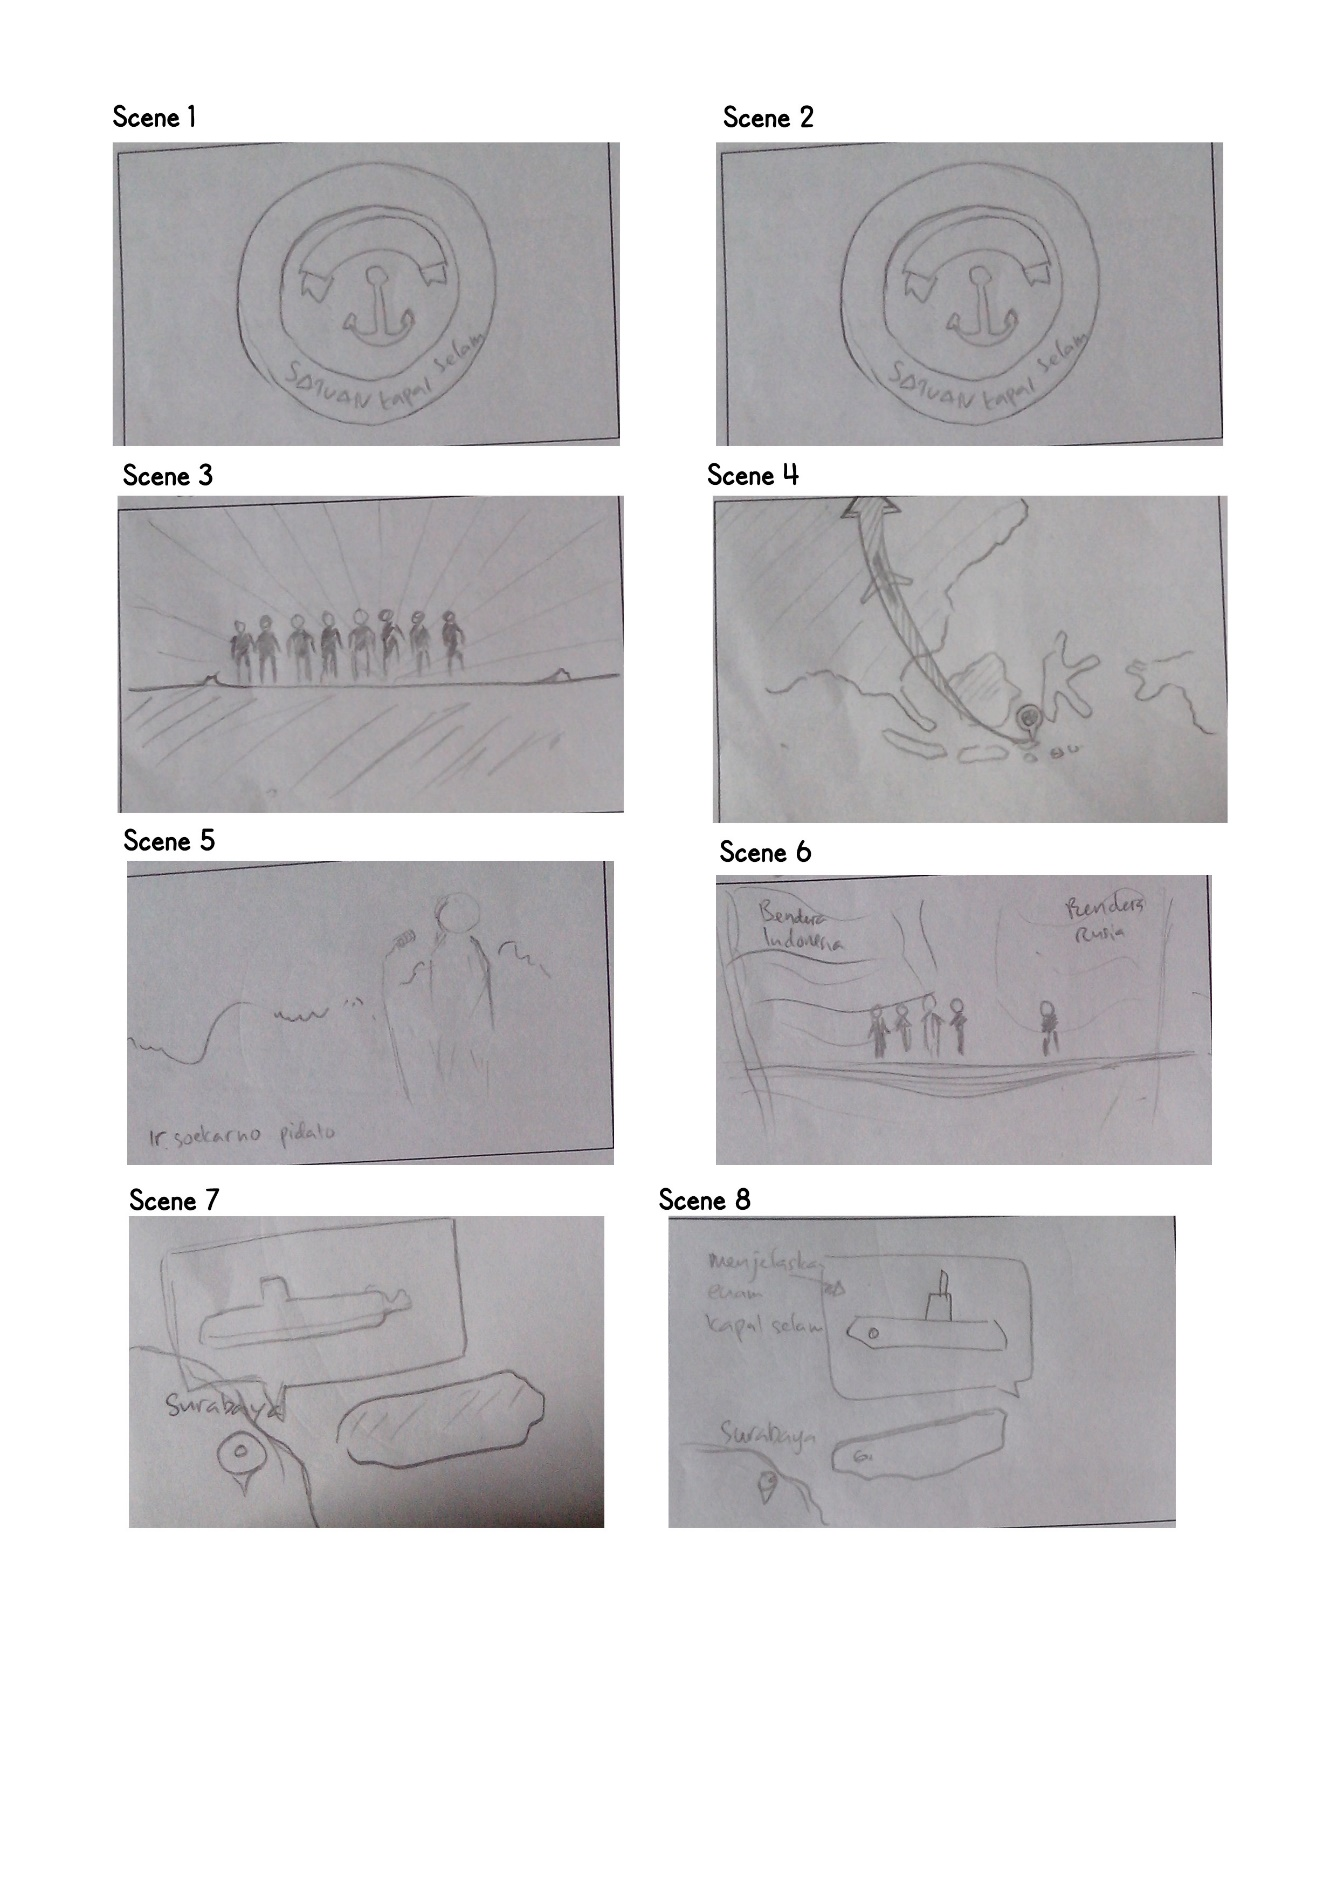 Scene 1
SATUAN kapal selam
Scene 2
SATUAN kapal selam
Scene 3
Scene 4
Scene 5
Ir. soekarno pidato
Scene 6
Bendera
Indonesia
Bendera
Rusia
Scene 7
Surabaya
Scene 8
menjelaskan
enam
kapal selam
Surabaya